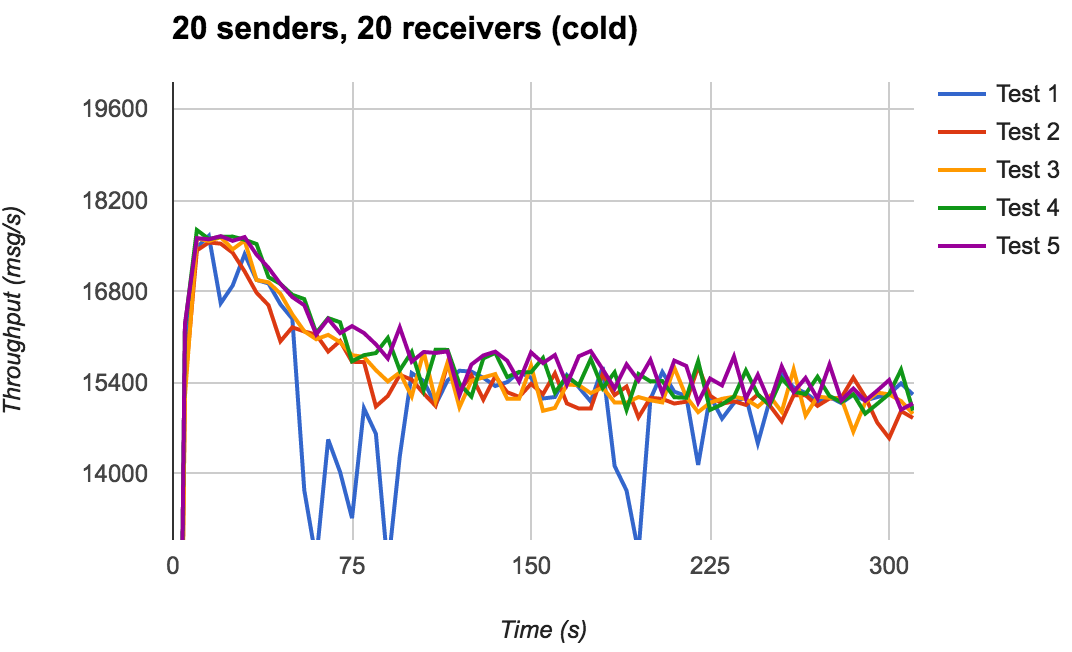 20 senders, 20 receivers (cold)
Throughput (msg/s)
19600
18200
16800
15400
14000
0 75 150 225 300
Time (s)
Test 1
Test 2
Test 3
Test 4
Test 5